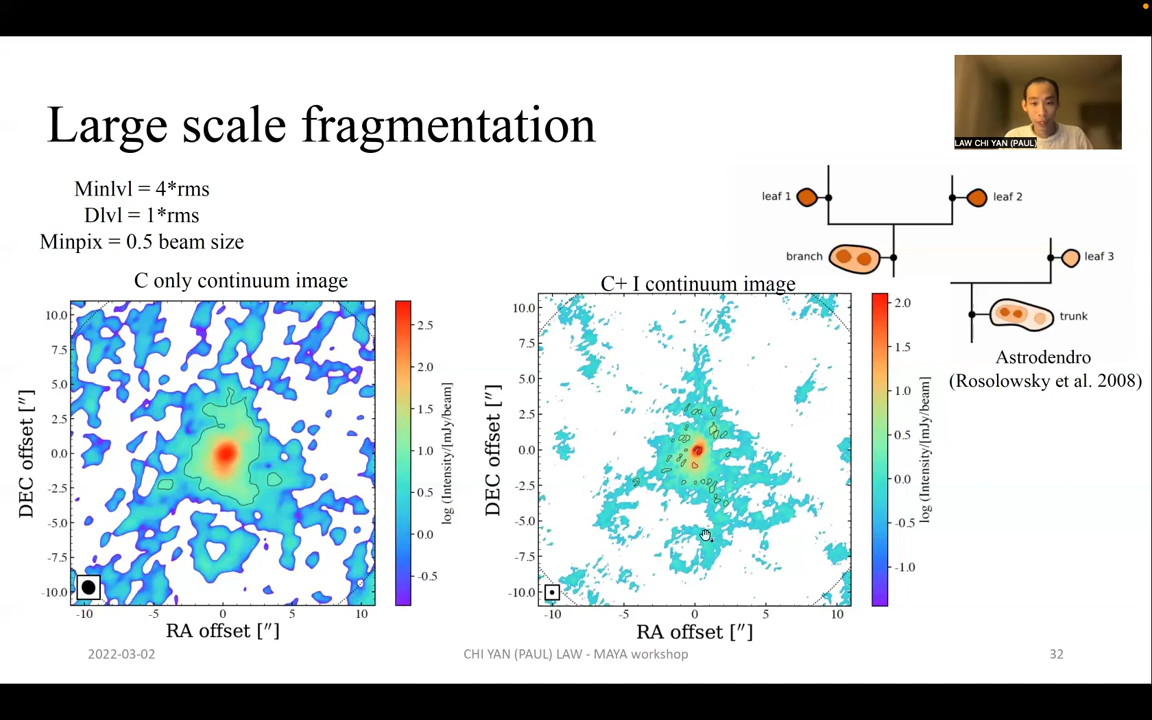 Large scale fragmentation
LAW CHI YAN (PAUL)
Minlvl = 4*rms
Dlvl = 1*rms
Minpix = 0.5 beam size
leaf 1
leaf 2
branch
leaf 3
trunk
Astrodendro
(Rosolowsky et al. 2008)
C only continuum image
10.0
7.5
5.0
2.5
0.0
-2.5
-5.0
-7.5
-10.0
DEC offset [″]
-10
-5
0
5
10
RA offset [″]
2.5
2.0
1.5
1.0
0.5
0.0
-0.5
log (Intensity/[mJy/beam]
C+ I continuum image
10.0
7.5
5.0
2.5
0.0
-2.5
-5.0
-7.5
-10.0
DEC offset [″]
-10
-5
0
5
10
RA offset [″]
2.0
1.5
1.0
0.5
0.0
-0.5
-1.0
log (Intensity/[mJy/beam]
2022-03-02
CHI YAN (PAUL) LAW - MAYA workshop
32